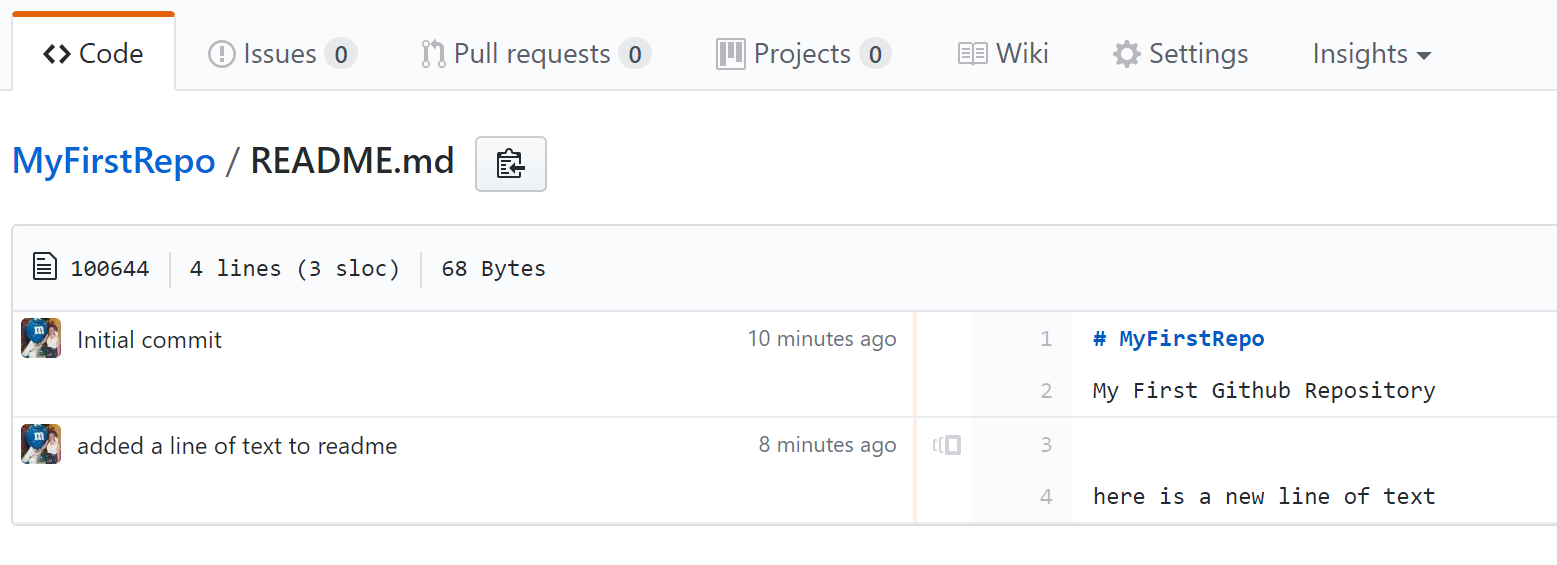 Code Issues 0 Pull requests 0 Projects 0 Wiki Settings Insights
MyFirstRepo / README.md
100644 4 lines (3 sloc) 68 Bytes
Initial commit 10 minutes ago 1 # MyFirstRepo
2 My First Github Repository
added a line of text to readme 8 minutes ago 3
4 here is a new line of text